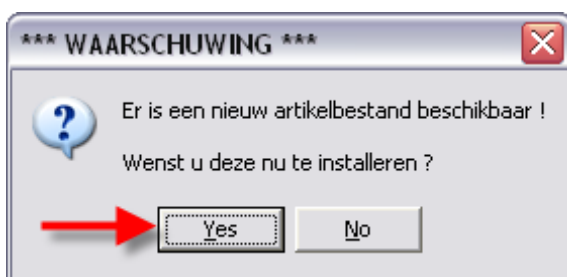 *** WAARSCHUWING ***
Er is een nieuw artikelbestand beschikbaar !
Wenst u deze nu te installeren ?
Yes
No